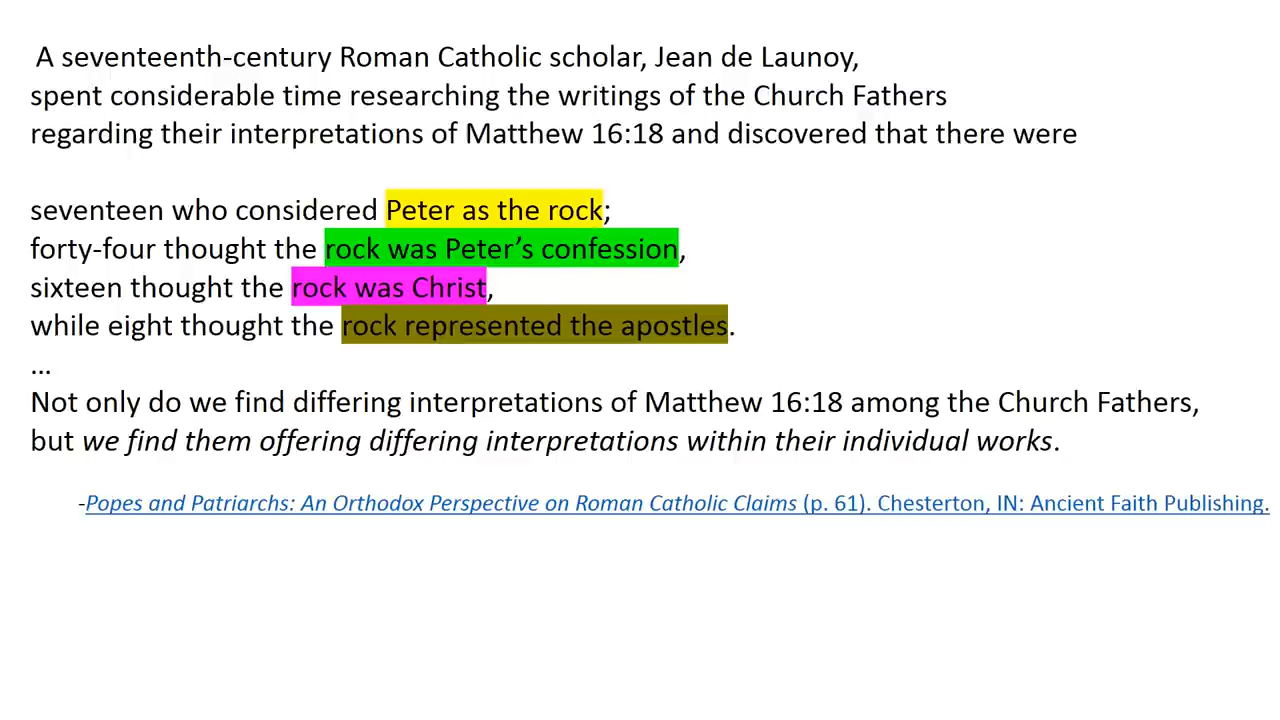 A seventeenth-century Roman Catholic scholar, Jean de Launoy,
spent considerable time researching the writings of the Church Fathers
regarding their interpretations of Matthew 16:18 and discovered that there were
seventeen who considered Peter as the rock;
forty-four thought the rock was Peter’s confession,
sixteen thought the rock was Christ,
while eight thought the rock represented the apostles.
...
Not only do we find differing interpretations of Matthew 16:18 among the Church Fathers,
but we find them offering differing interpretations within their individual works.
-Popes and Patriarchs: An Orthodox Perspective on Roman Catholic Claims (p. 61). Chesterton, IN: Ancient Faith Publishing.